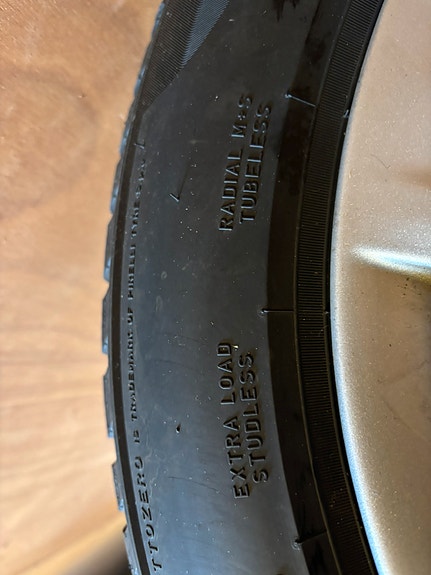 TTOZERO IS TRADEMARK OF PIRELLI TYRE S.p.A.
EXTRA LOAD
STUDLESS
RADIAL M+S
TUBELESS